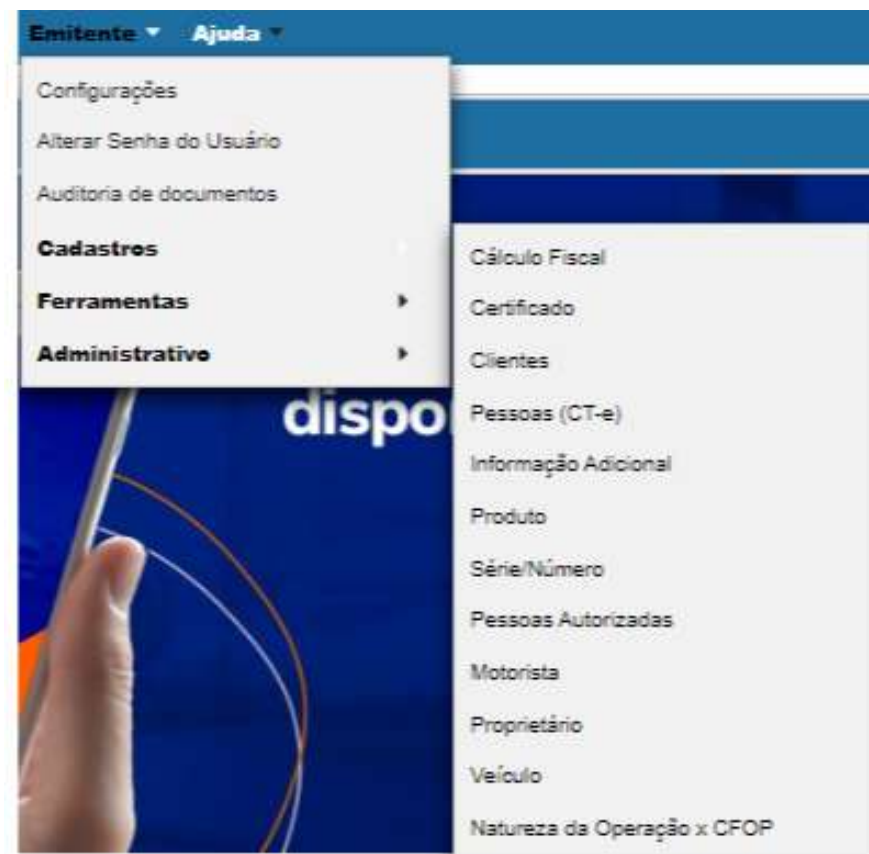 Emitente Ajuda
Configurações
Alterar Senha do Usuário
Auditoria de documentos
Cadastros
Ferramentas
Administrativo
Cálculo Fiscal
Certificado
Clientes
Pessoas (CT-e)
Informação Adicional
Produto
Série/Número
Pessoas Autorizadas
Motorista
Proprietário
Veículo
Natureza da Operação x CFOP
dispo